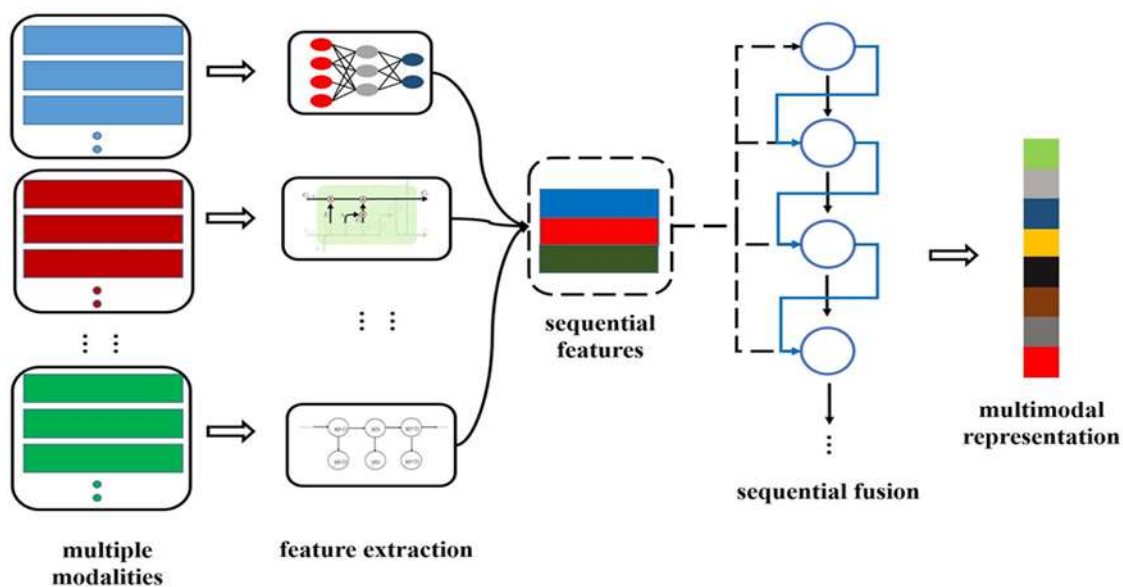 sequential
features
multimodal
representation
sequential fusion
multiple
modalities
feature extraction